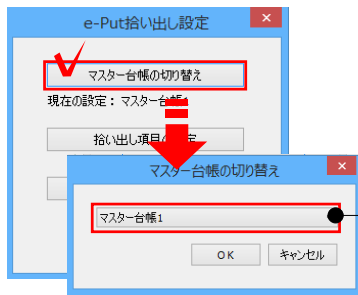 e-Put拾い出し設定
マスター台帳の切り替え
現在の設定：マスター台帳
拾い出し項目の設定
マスター台帳の切り替え
マスター台帳1
OK
キャンセル